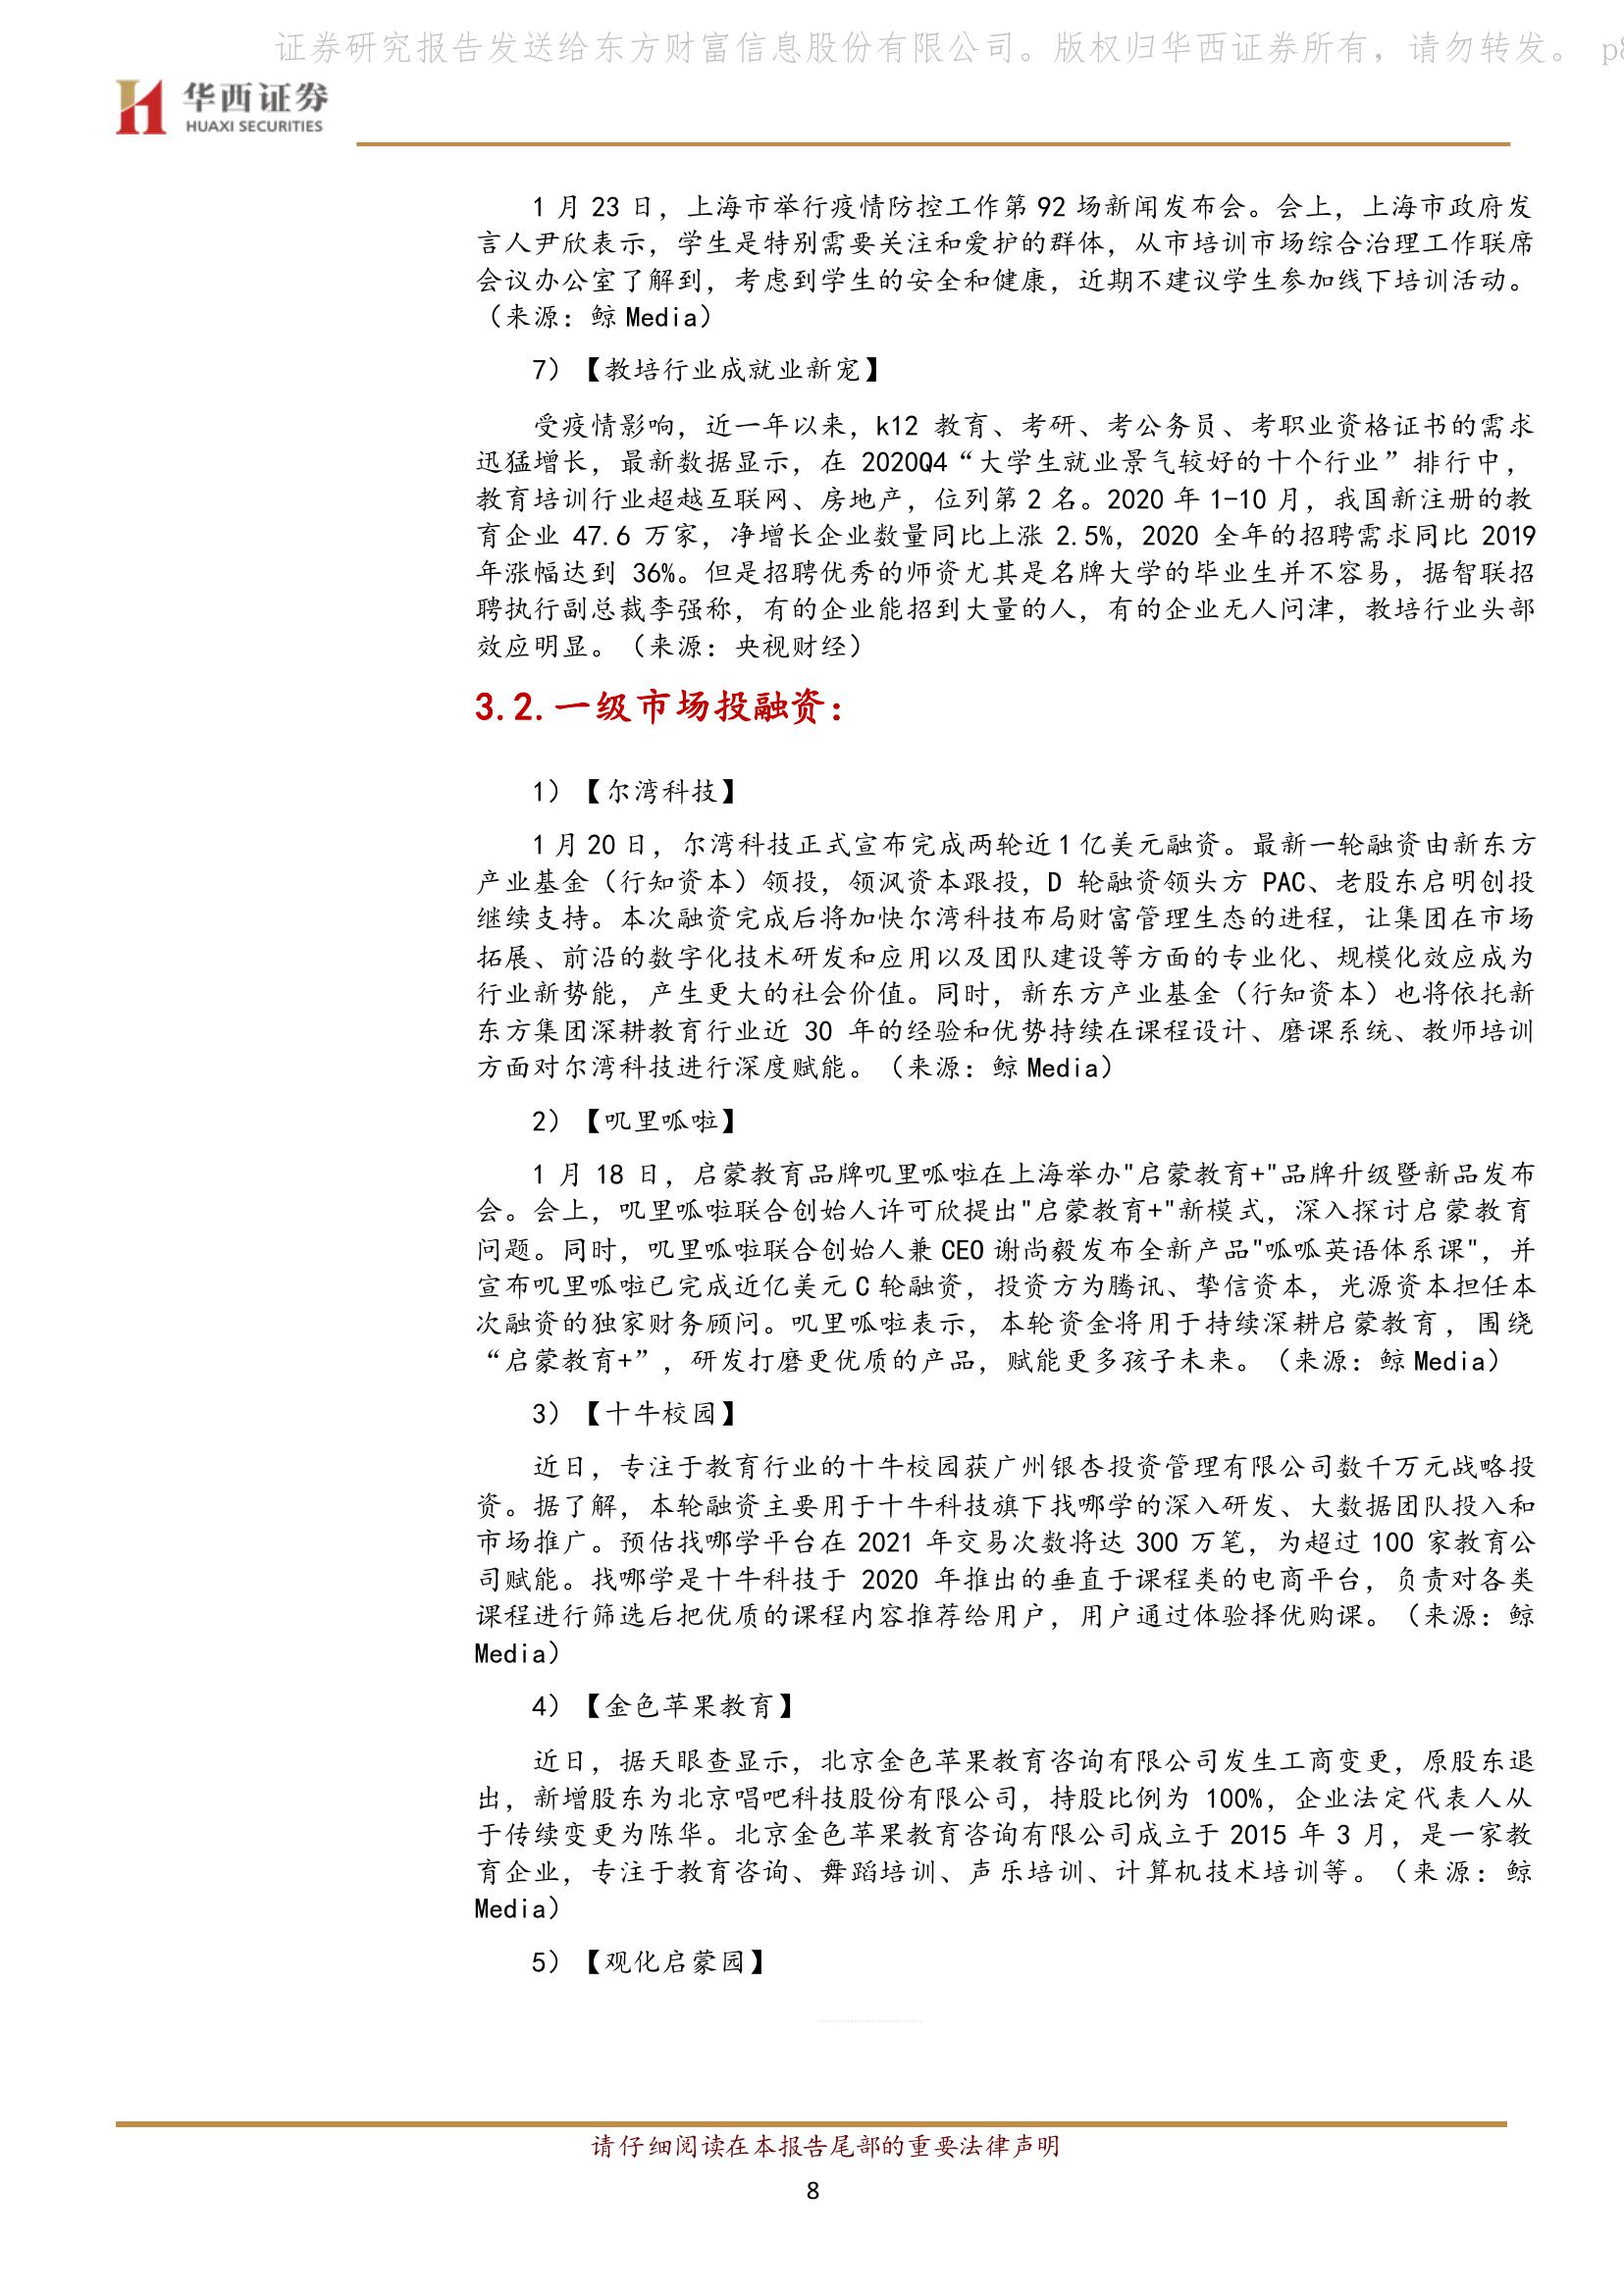 证券研究报告发送给东方财富信息股份有限公司。版权归华西证券所有，请勿转发。 p8
华西证券
HUAXI SECURITIES
1 月 23 日，上海市举行疫情防控工作第 92 场新闻发布会。会上，上海市政府发
言人尹欣表示，学生是特别需要关注和爱护的群体，从市培训市场综合治理工作联席
会议办公室了解到，考虑到学生的安全和健康，近期不建议学生参加线下培训活动。
（来源：鲸 Media）
7）【教培行业成就业新宠】
受疫情影响，近一年以来，k12 教育、考研、考公务员、考职业资格证书的需求
迅猛增长，最新数据显示，在 2020Q4“大学生就业景气较好的十个行业”排行中，
教育培训行业超越互联网、房地产，位列第 2 名。2020 年 1-10 月，我国新注册的教
育企业 47.6 万家，净增长企业数量同比上涨 2.5%，2020 全年的招聘需求同比 2019
年涨幅达到 36%。但是招聘优秀的师资尤其是名牌大学的毕业生并不容易，据智联招
聘执行副总裁李强称，有的企业能招到大量的人，有的企业无人问津，教培行业头部
效应明显。（来源：央视财经）
3.2.一级市场投融资：
1）【尔湾科技】
1 月 20 日，尔湾科技正式宣布完成两轮近 1 亿美元融资。最新一轮融资由新东方
产业基金（行知资本）领投，领沨资本跟投，D 轮融资领头方 PAC、老股东启明创投
继续支持。本次融资完成后将加快尔湾科技布局财富管理生态的进程，让集团在市场
拓展、前沿的数字化技术研发和应用以及团队建设等方面的专业化、规模化效应成为
行业新势能，产生更大的社会价值。同时，新东方产业基金（行知资本）也将依托新
东方集团深耕教育行业近 30 年的经验和优势持续在课程设计、磨课系统、教师培训
方面对尔湾科技进行深度赋能。（来源：鲸 Media）
2）【叽里呱啦】
1 月 18 日，启蒙教育品牌叽里呱啦在上海举办"启蒙教育+"品牌升级暨新品发布
会。会上，叽里呱啦联合创始人许可欣提出"启蒙教育+"新模式，深入探讨启蒙教育
问题。同时，叽里呱啦联合创始人兼 CEO 谢尚毅发布全新产品"呱呱英语体系课"，并
宣布叽里呱啦已完成近亿美元 C 轮融资，投资方为腾讯、挚信资本，光源资本担任本
次融资的独家财务顾问。叽里呱啦表示，本轮资金将用于持续深耕启蒙教育，围绕
“启蒙教育+”，研发打磨更优质的产品，赋能更多孩子未来。（来源：鲸 Media）
3）【十牛校园】
近日，专注于教育行业的十牛校园获广州银杏投资管理有限公司数千万元战略投
资。据了解，本轮融资主要用于十牛科技旗下找哪学的深入研发、大数据团队投入和
市场推广。预估找哪学平台在 2021 年交易次数将达 300 万笔，为超过 100 家教育公
司赋能。找哪学是十牛科技于 2020 年推出的垂直于课程类的电商平台，负责对各类
课程进行筛选后把优质的课程内容推荐给用户，用户通过体验择优购课。（来源：鲸
Media）
4）【金色苹果教育】
近日，据天眼查显示，北京金色苹果教育咨询有限公司发生工商变更，原股东退
出，新增股东为北京唱吧科技股份有限公司，持股比例为 100%，企业法定代表人从
于传续变更为陈华。北京金色苹果教育咨询有限公司成立于 2015 年 3 月，是一家教
育企业，专注于教育咨询、舞蹈培训、声乐培训、计算机技术培训等。（来源：鲸
Media）
5）【观化启蒙园】
请仔细阅读在本报告尾部的重要法律声明
8